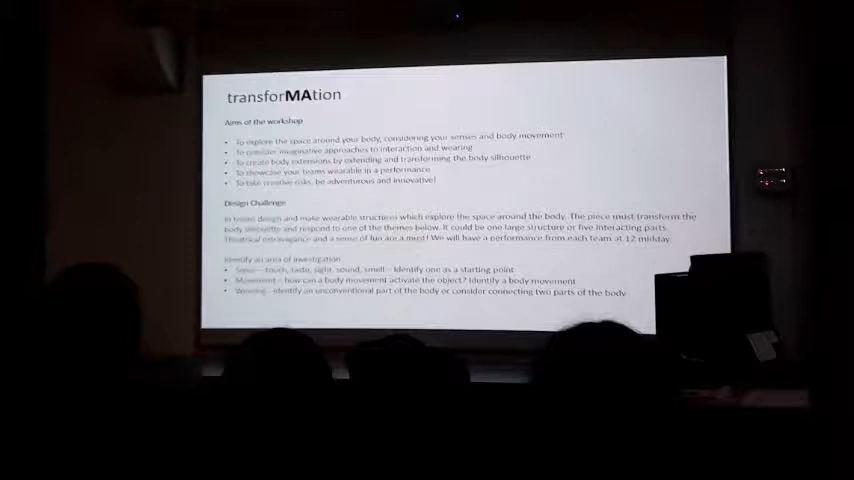 transforMAtion
Aims of the workshop
• To explore the space around your body, considering your senses and body movement
• To consider imaginative approaches to interaction and wearing
• To create body extensions by extending and transforming the body silhouette
• To showcase your teams wearable in a performance
• To take creative risks, be adventurous and innovative!
Design Challenge
In teams design and make wearable structures which explore the space around the body. The piece must transform the
body silhouette and respond to one of the themes below. It could be one large structure or five interacting parts.
Theatrical extravagance and a sense of fun are a must! We will have a performance from each team at 12 midday
Identify an area of investigation
• Sense – touch, taste, sight, sound, smell – Identify one as a starting point
• Movement – how can a body movement activate the object? Identify a body movement
• Wearing - identify an unconventional part of the body or consider connecting two parts of the body